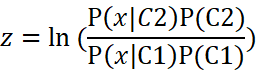 z = ln (P(x|C2)P(C2) / P(x|C1)P(C1))